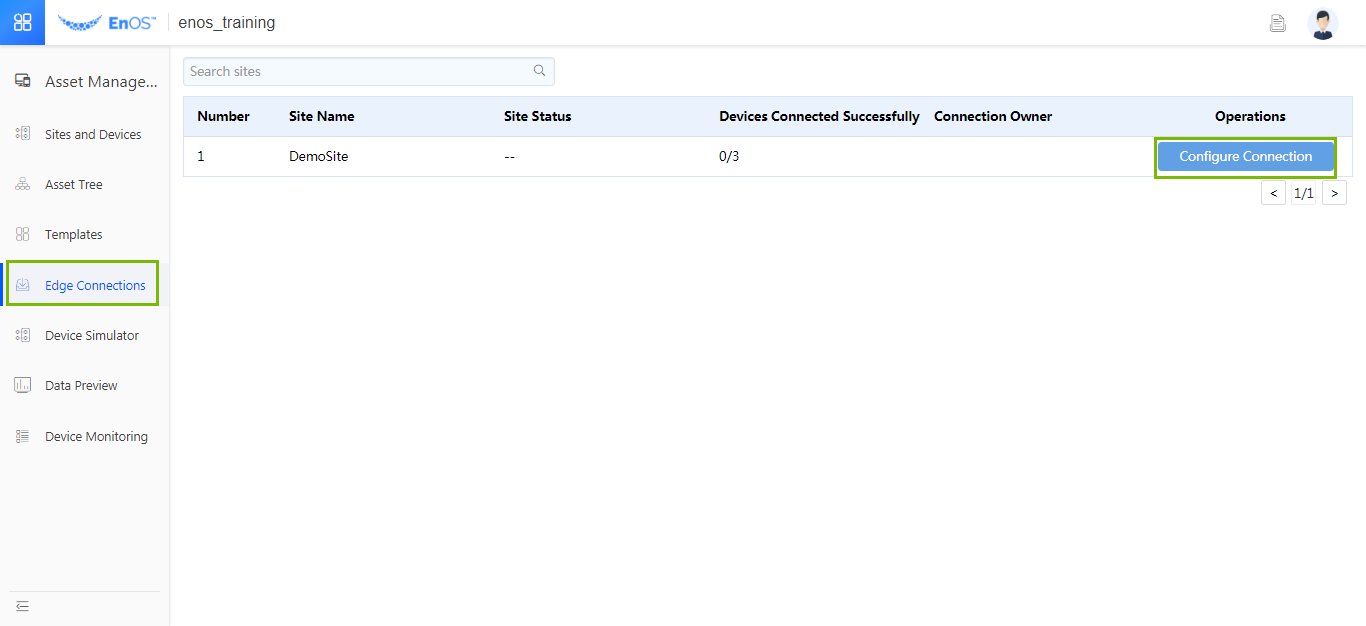 EnOS™ enos_training
Asset Manage...
Sites and Devices
Asset Tree
Templates
Edge Connections
Device Simulator
Data Preview
Device Monitoring
Search sites
Number Site Name Site Status Devices Connected Successfully Connection Owner Operations
1 DemoSite -- 0/3 Configure Connection
< 1/1 >